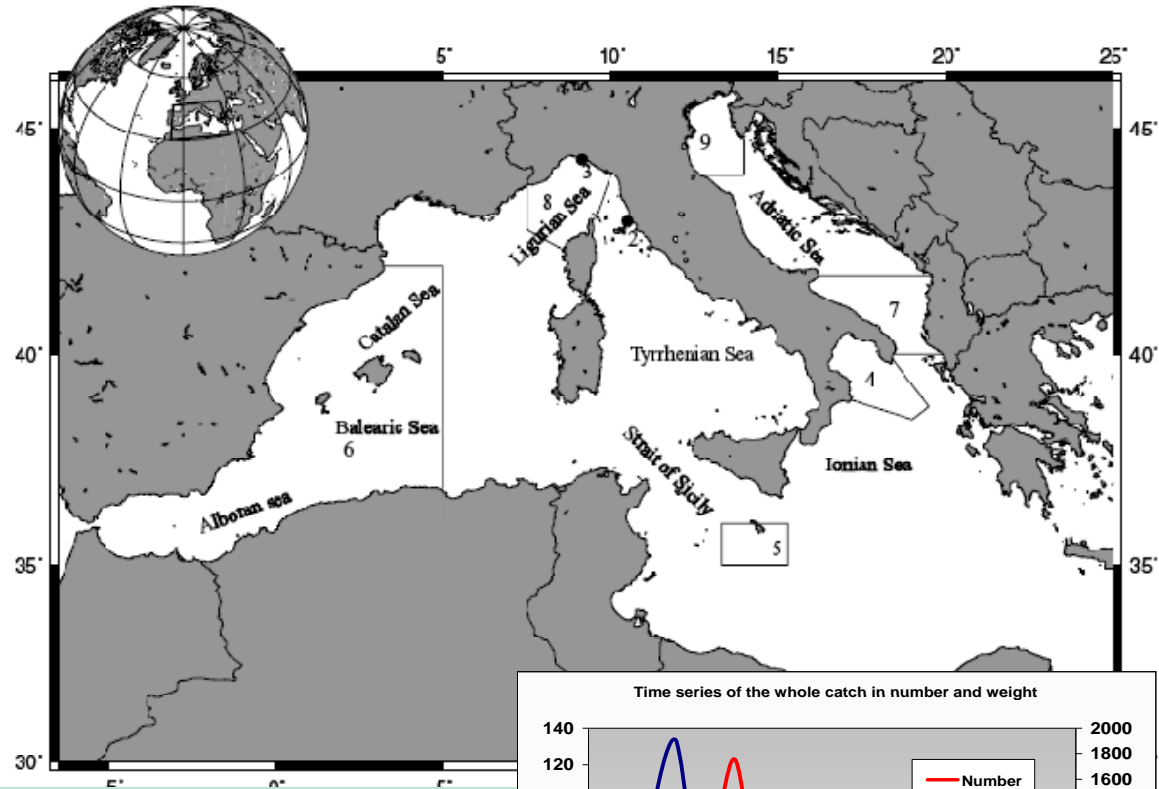 5° 10° 15° 20° 25°
45° 45°
9
3
8
Ligurian Sea
Adriatic Sea
2
Catalan Sea
7
40° 40°
Tyrrhenian Sea
4
Balearic Sea
6
Strait of Sicily
Ionian Sea
Alboran sea
5
35° 35°
Time series of the whole catch in number and weight
140 2000
1800
120
1600
Number
30°